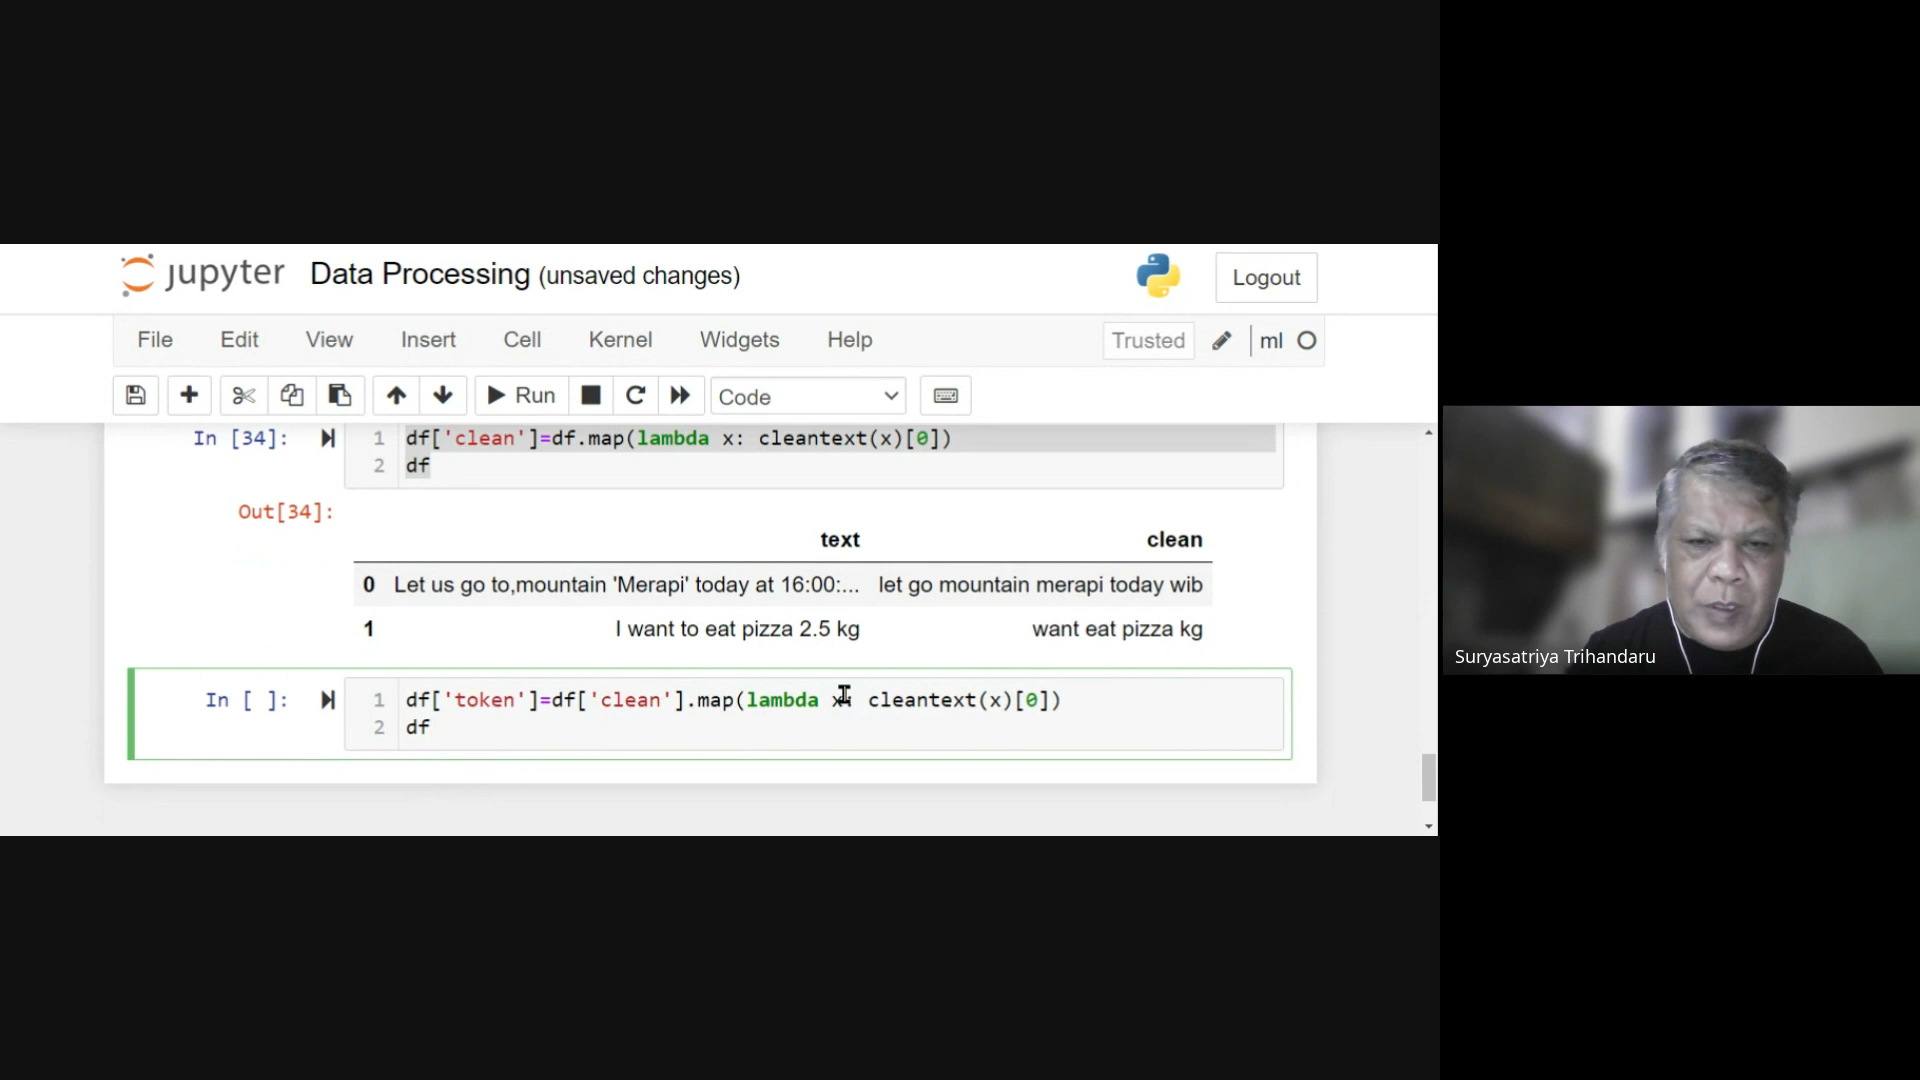 jupyter Data Processing (unsaved changes) Logout
File Edit View Insert Cell Kernel Widgets Help Trusted ml
Run Code
In [34]: 1 df['clean']=df.map(lambda x: cleantext(x)[0])
2 df
Out[34]:
text clean
0 Let us go to,mountain 'Merapi' today at 16:00:... let go mountain merapi today wib
1 I want to eat pizza 2.5 kg want eat pizza kg
In [ ]: 1 df['token']=df['clean'].map(lambda x: cleantext(x)[0])
2 df
Suryasatriya Trihandaru